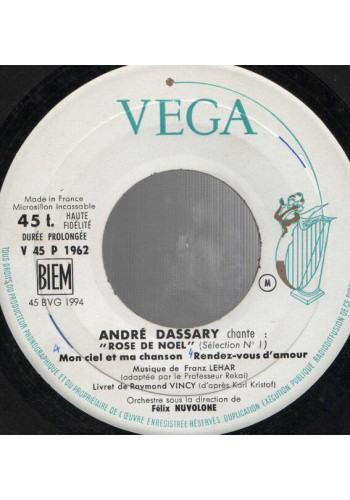 VEGA
Made in France
Microsillon Incassable
45 t. HAUTE FIDÉLITÉ
DURÉE PROLONGÉE
V 45 P 1962
BIEM
45 BVG 1994
M
ANDRÉ DASSARY chante :
"ROSE DE NOEL" (Sélection N° 1)
Mon ciel et ma chanson Rendez-vous d'amour
Musique de Franz LEHAR
(adaptée par le Professeur Rekaï)
Livret de Raymond VINCY (d'après Karl Kristof)
Orchestre sous la direction de
Félix NUVOLONE
TOUS DROITS DU PRODUCTEUR PHONOGRAPHIQUE ET DU PROPRIÉTAIRE DE L'ŒUVRE ENREGISTRÉE RÉSERVÉS. DUPLICATION EXÉCUTION PUBLIQUE RADIODIFFUSION DE CE